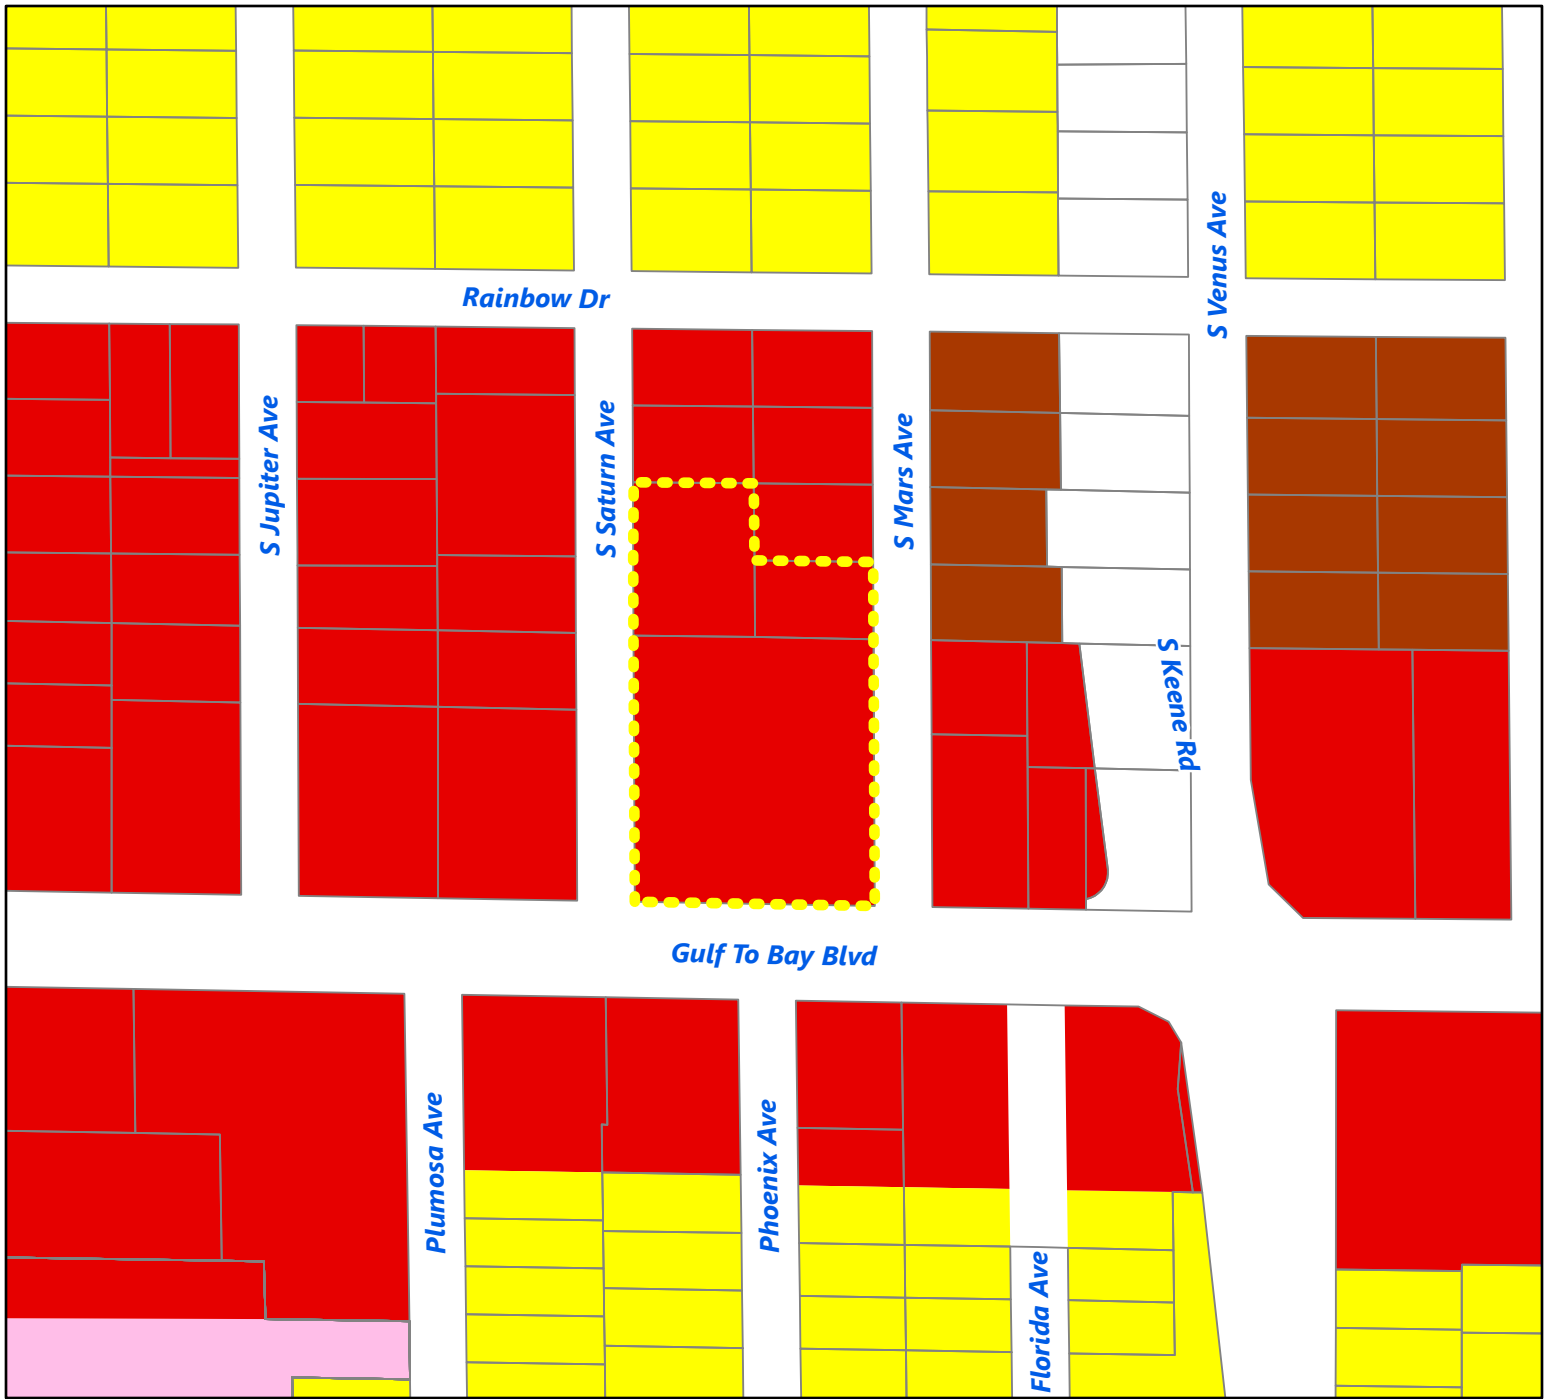 Rainbow Dr
S Venus Ave
S Jupiter Ave
S Saturn Ave
S Mars Ave
S Keene Rd
Gulf To Bay Blvd
Plumosa Ave
Phoenix Ave
Florida Ave